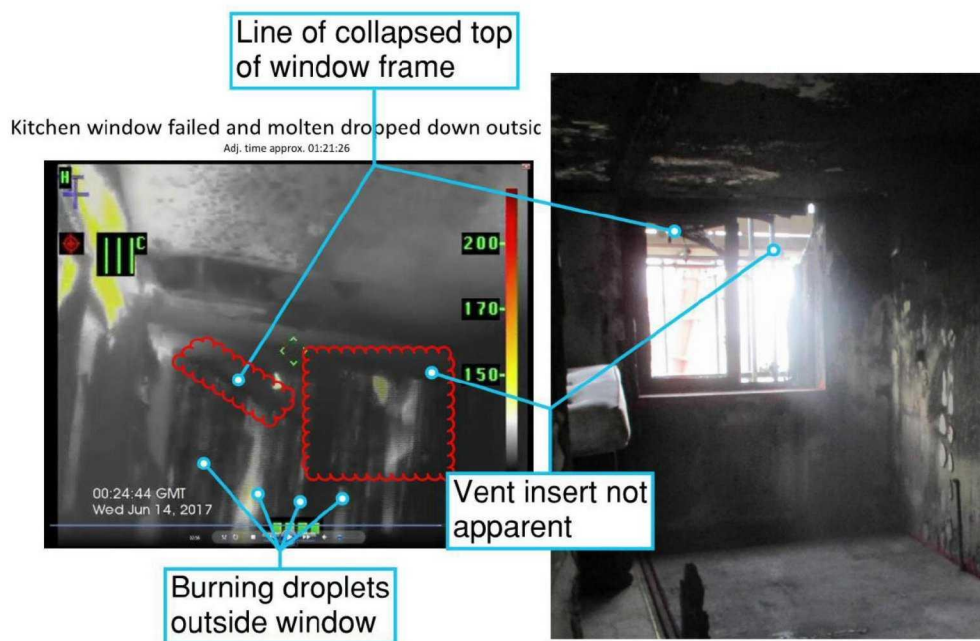 Line of collapsed top
of window frame
Kitchen window failed and molten dropped down outsic
Adj. time approx. 01:21:26
H
C
200
170
150
00:24:44 GMT
Wed Jun 14, 2017
Vent insert not
apparent
Burning droplets
outside window